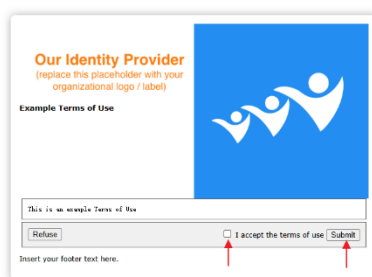 Our Identity Provider
(replace this placeholder with your
organizational logo / label)
Example Terms of Use
This is an example Terms of Use
Refuse
I accept the terms of use Submit
Insert your footer text here.